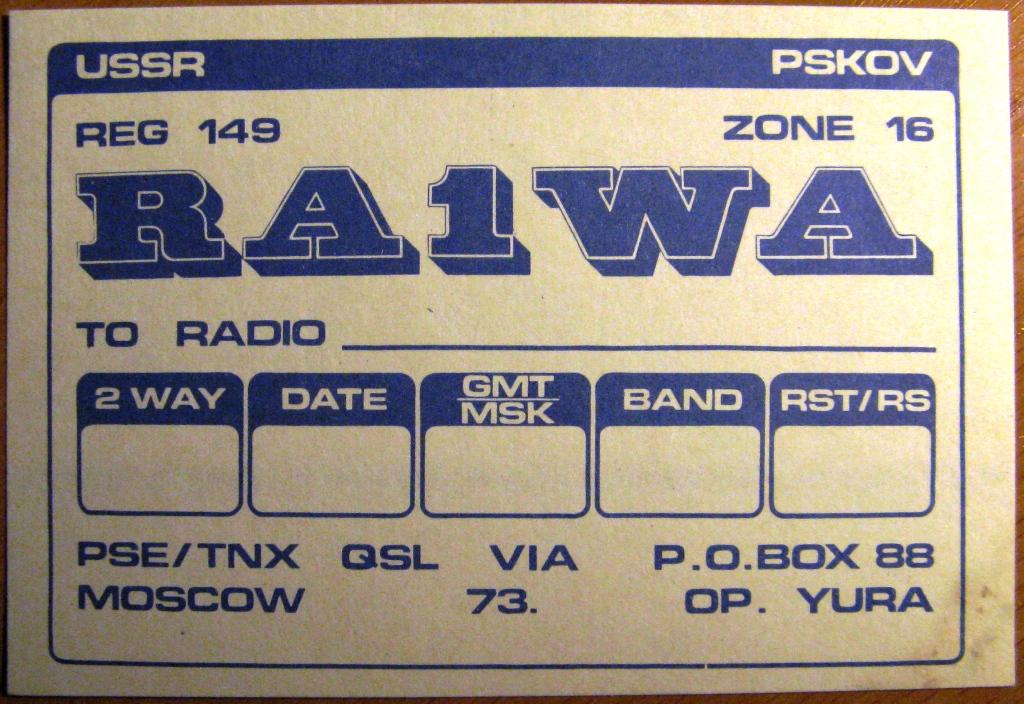 USSR PSKOV
REG 149 ZONE 16
RA1WA
TO RADIO
2 WAY DATE GMT/MSK BAND RST/RS
PSE/TNX QSL VIA P.O.BOX 88
MOSCOW 73. OP. YURA